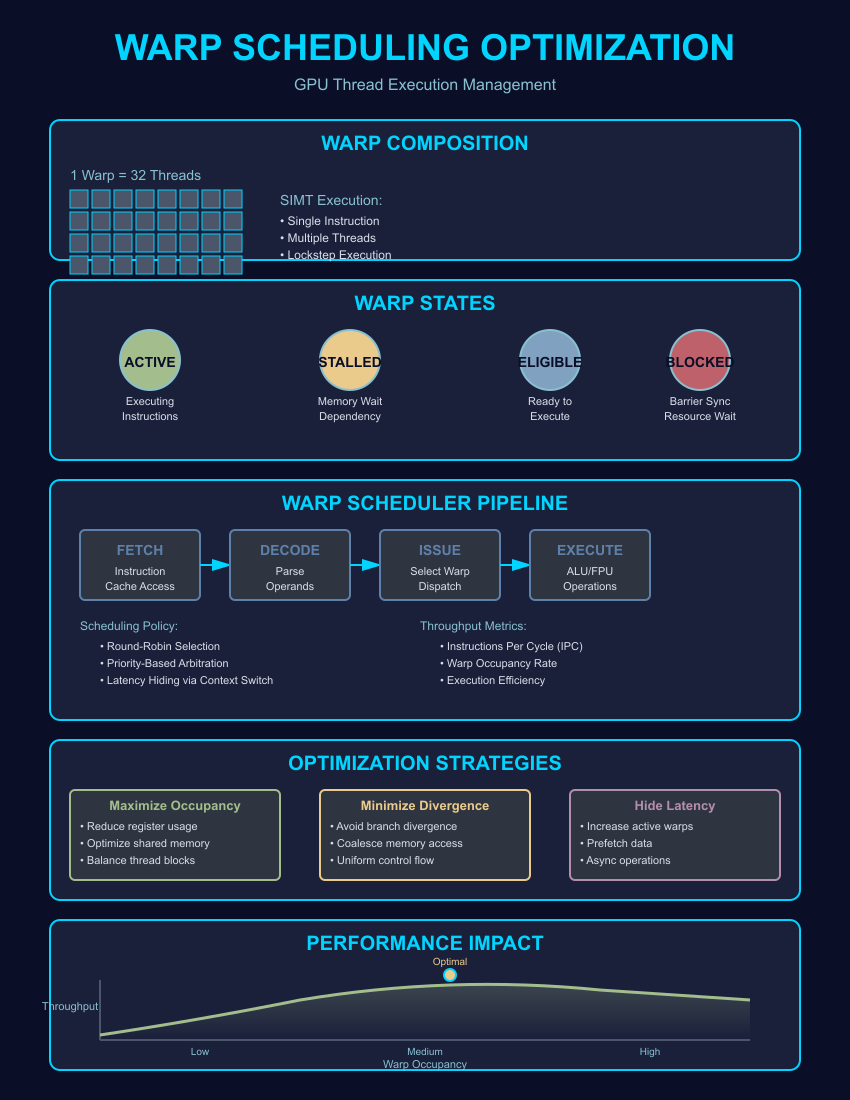 WARP SCHEDULING OPTIMIZATION
GPU Thread Execution Management
WARP COMPOSITION
1 Warp = 32 Threads
SIMT Execution:
• Single Instruction
• Multiple Threads
• Lockstep Execution
WARP STATES
ACTIVE
Executing
Instructions
STALLED
Memory Wait
Dependency
ELIGIBLE
Ready to
Execute
BLOCKED
Barrier Sync
Resource Wait
WARP SCHEDULER PIPELINE
FETCH
Instruction
Cache Access
DECODE
Parse
Operands
ISSUE
Select Warp
Dispatch
EXECUTE
ALU/FPU
Operations
Scheduling Policy:
• Round-Robin Selection
• Priority-Based Arbitration
• Latency Hiding via Context Switch
Throughput Metrics:
• Instructions Per Cycle (IPC)
• Warp Occupancy Rate
• Execution Efficiency
OPTIMIZATION STRATEGIES
Maximize Occupancy
• Reduce register usage
• Optimize shared memory
• Balance thread blocks
Minimize Divergence
• Avoid branch divergence
• Coalesce memory access
• Uniform control flow
Hide Latency
• Increase active warps
• Prefetch data
• Async operations
PERFORMANCE IMPACT
Optimal
Throughput
Low
Medium
High
Warp Occupancy